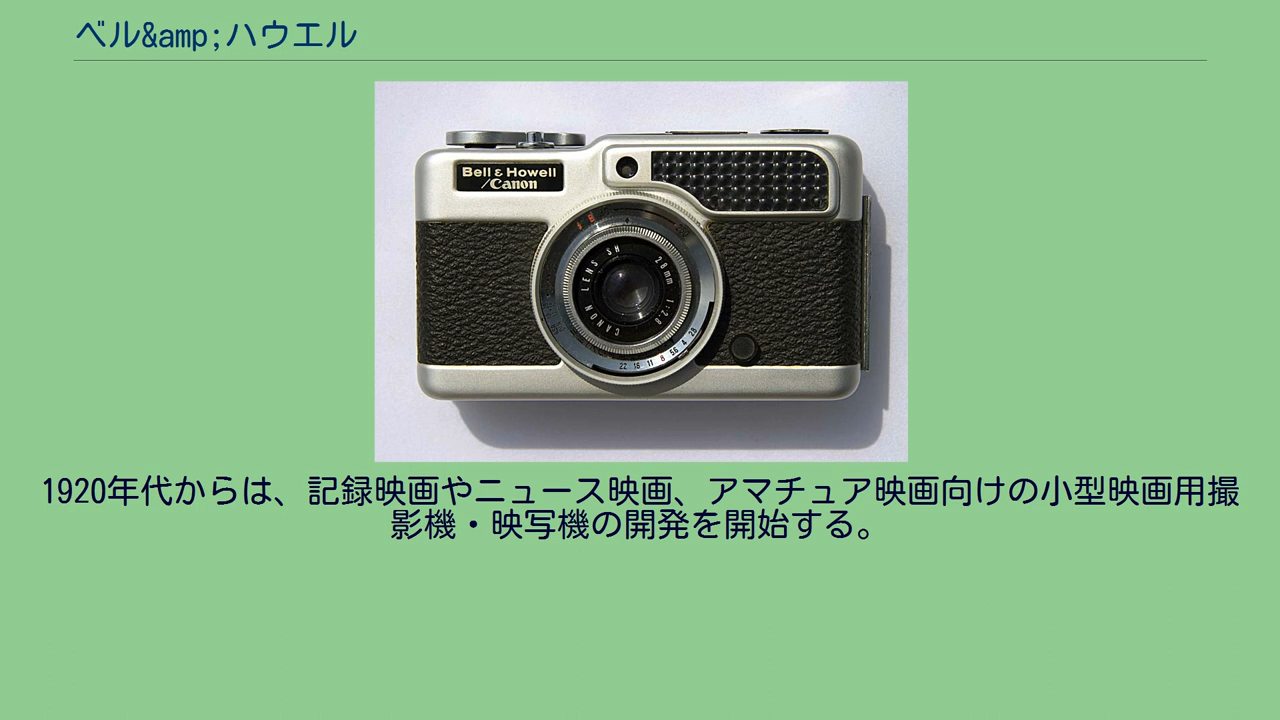 ベル&amp;ハウエル
Bell & Howell
/Canon
CANON LENS SH 28mm 1:2.8
22 16 11 8 5.6 4 2.8
1920年代からは、記録映画やニュース映画、アマチュア映画向けの小型映画用撮
影機・映写機の開発を開始する。